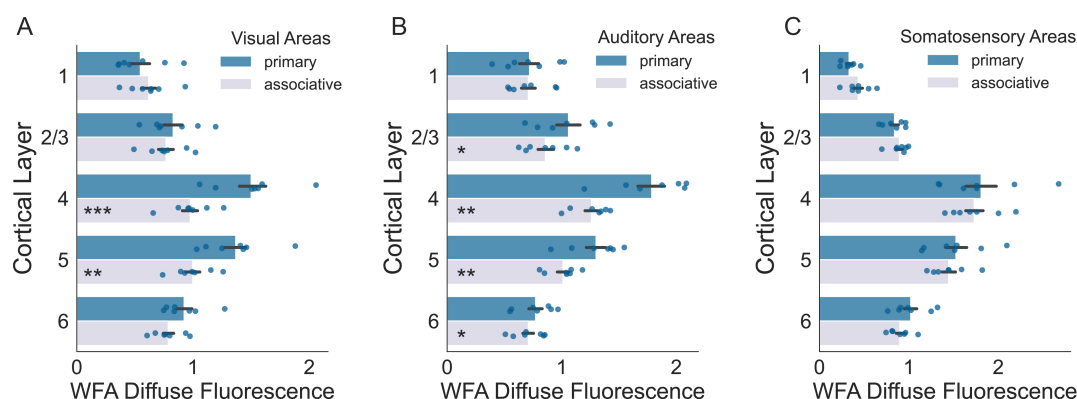 A
Visual Areas
primary
associative
Cortical Layer
1
2/3
4
***
5
**
6
0
1
2
WFA Diffuse Fluorescence
B
Auditory Areas
primary
associative
Cortical Layer
1
2/3
*
4
**
5
**
6
*
0
1
2
WFA Diffuse Fluorescence
C
Somatosensory Areas
primary
associative
Cortical Layer
1
2/3
4
5
6
0
1
2
WFA Diffuse Fluorescence